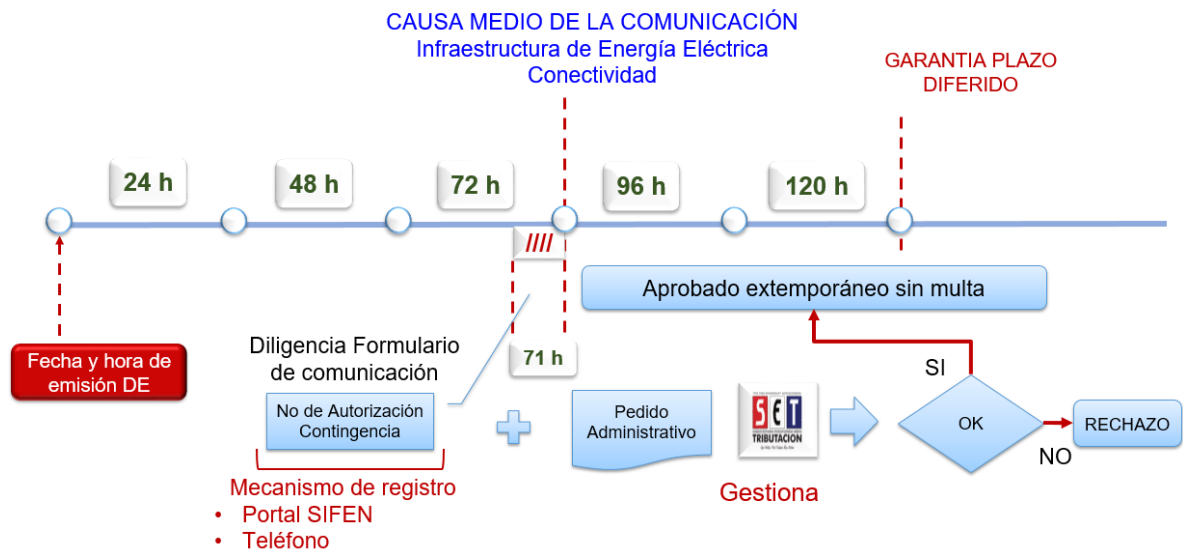 CAUSA MEDIO DE LA COMUNICACIÓN
Infraestructura de Energía Eléctrica
Conectividad
GARANTIA PLAZO
DIFERIDO
24 h
48 h
72 h
96 h
120 h
////
Aprobado extemporáneo sin multa
Fecha y hora de
emisión DE
Diligencia Formulario
de comunicación
71 h
No de Autorización
Contingencia
Pedido
Administrativo
SET
TRIBUTACION
SI
OK
RECHAZO
NO
Mecanismo de registro
• Portal SIFEN
• Teléfono
Gestiona